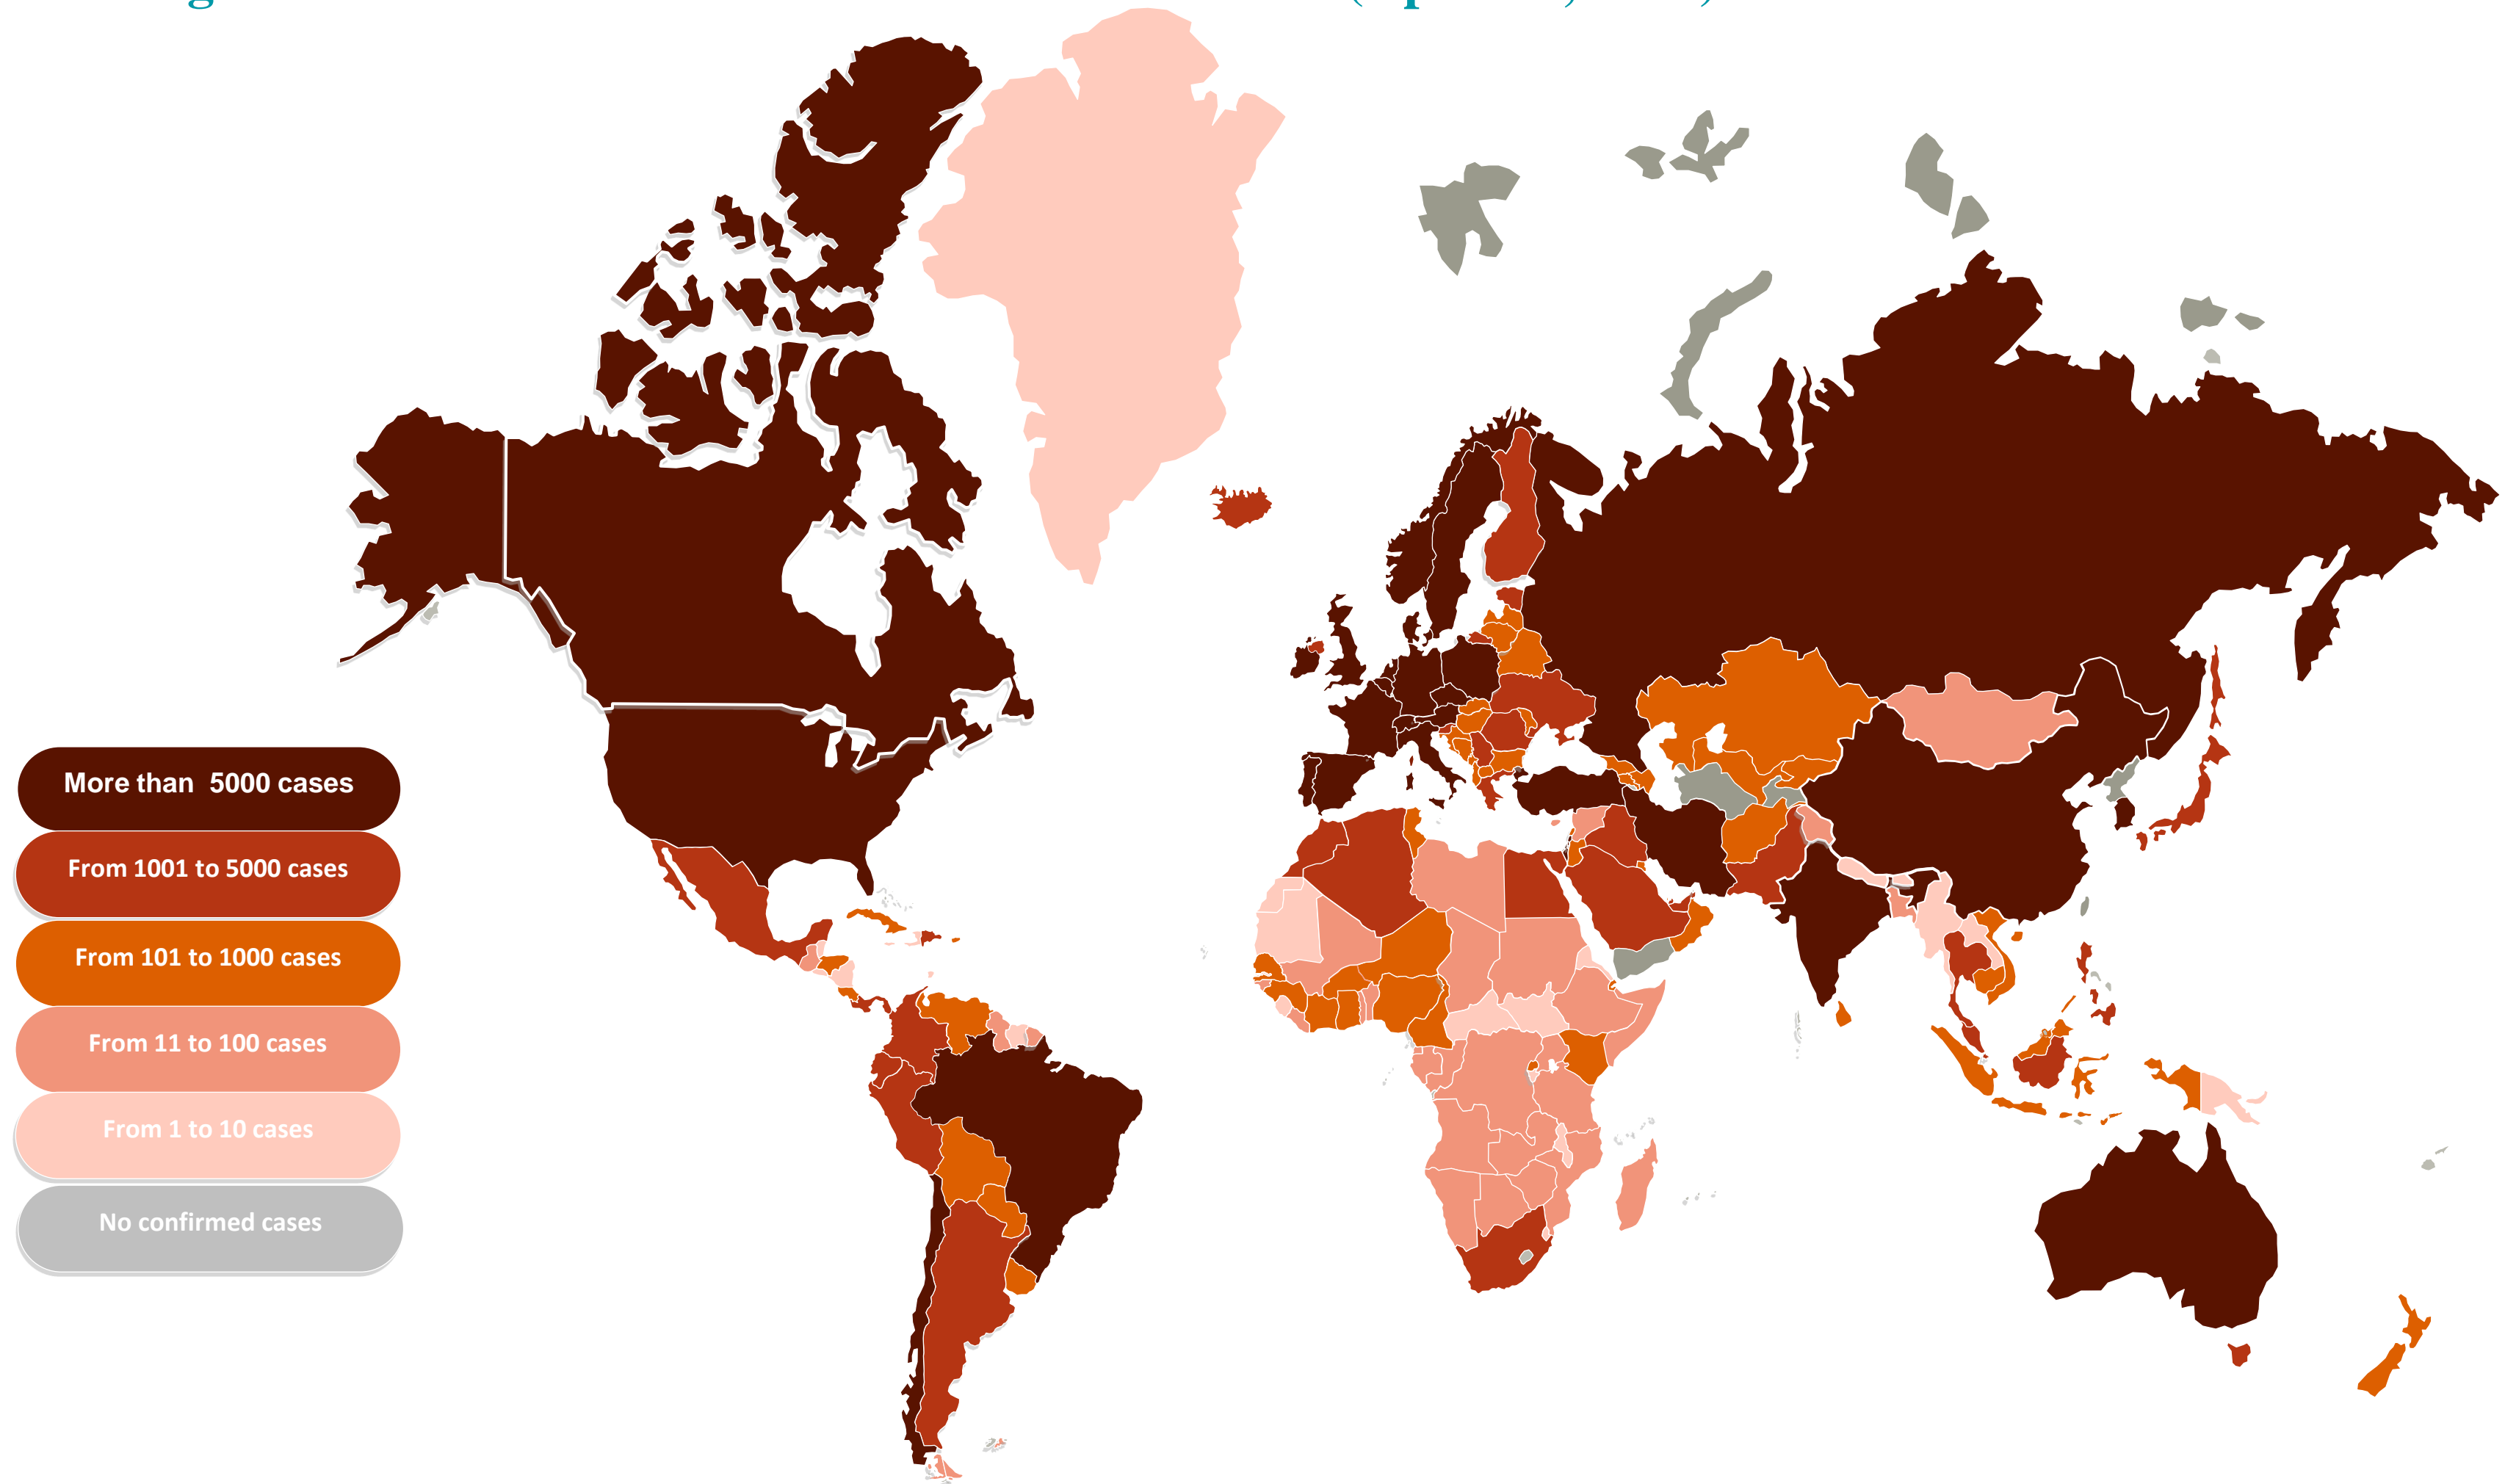 More than 5000 cases
From 1001 to 5000 cases
From 101 to 1000 cases
From 11 to 100 cases
From 1 to 10 cases
No confirmed cases